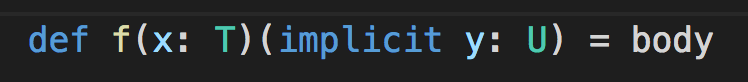 def f(x: T)(implicit y: U) = body